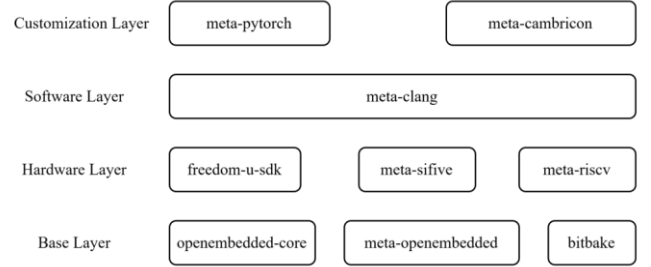 Customization Layer meta-pytorch meta-cambricon
Software Layer meta-clang
Hardware Layer freedom-u-sdk meta-sifive meta-riscv
Base Layer openembedded-core meta-openembedded bitbake